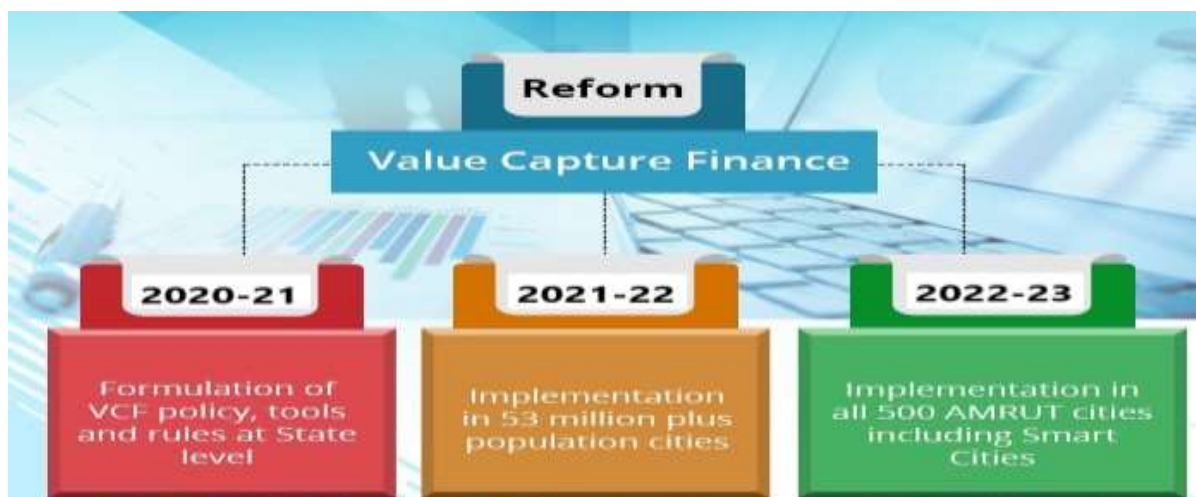 Reform
Value Capture Finance
2020-21
Formulation of
VCF policy, tools
and rules at State
level
2021-22
Implementation
in 53 million plus
population cities
2022-23
Implementation in
all 500 AMRUT cities
including Smart
Cities